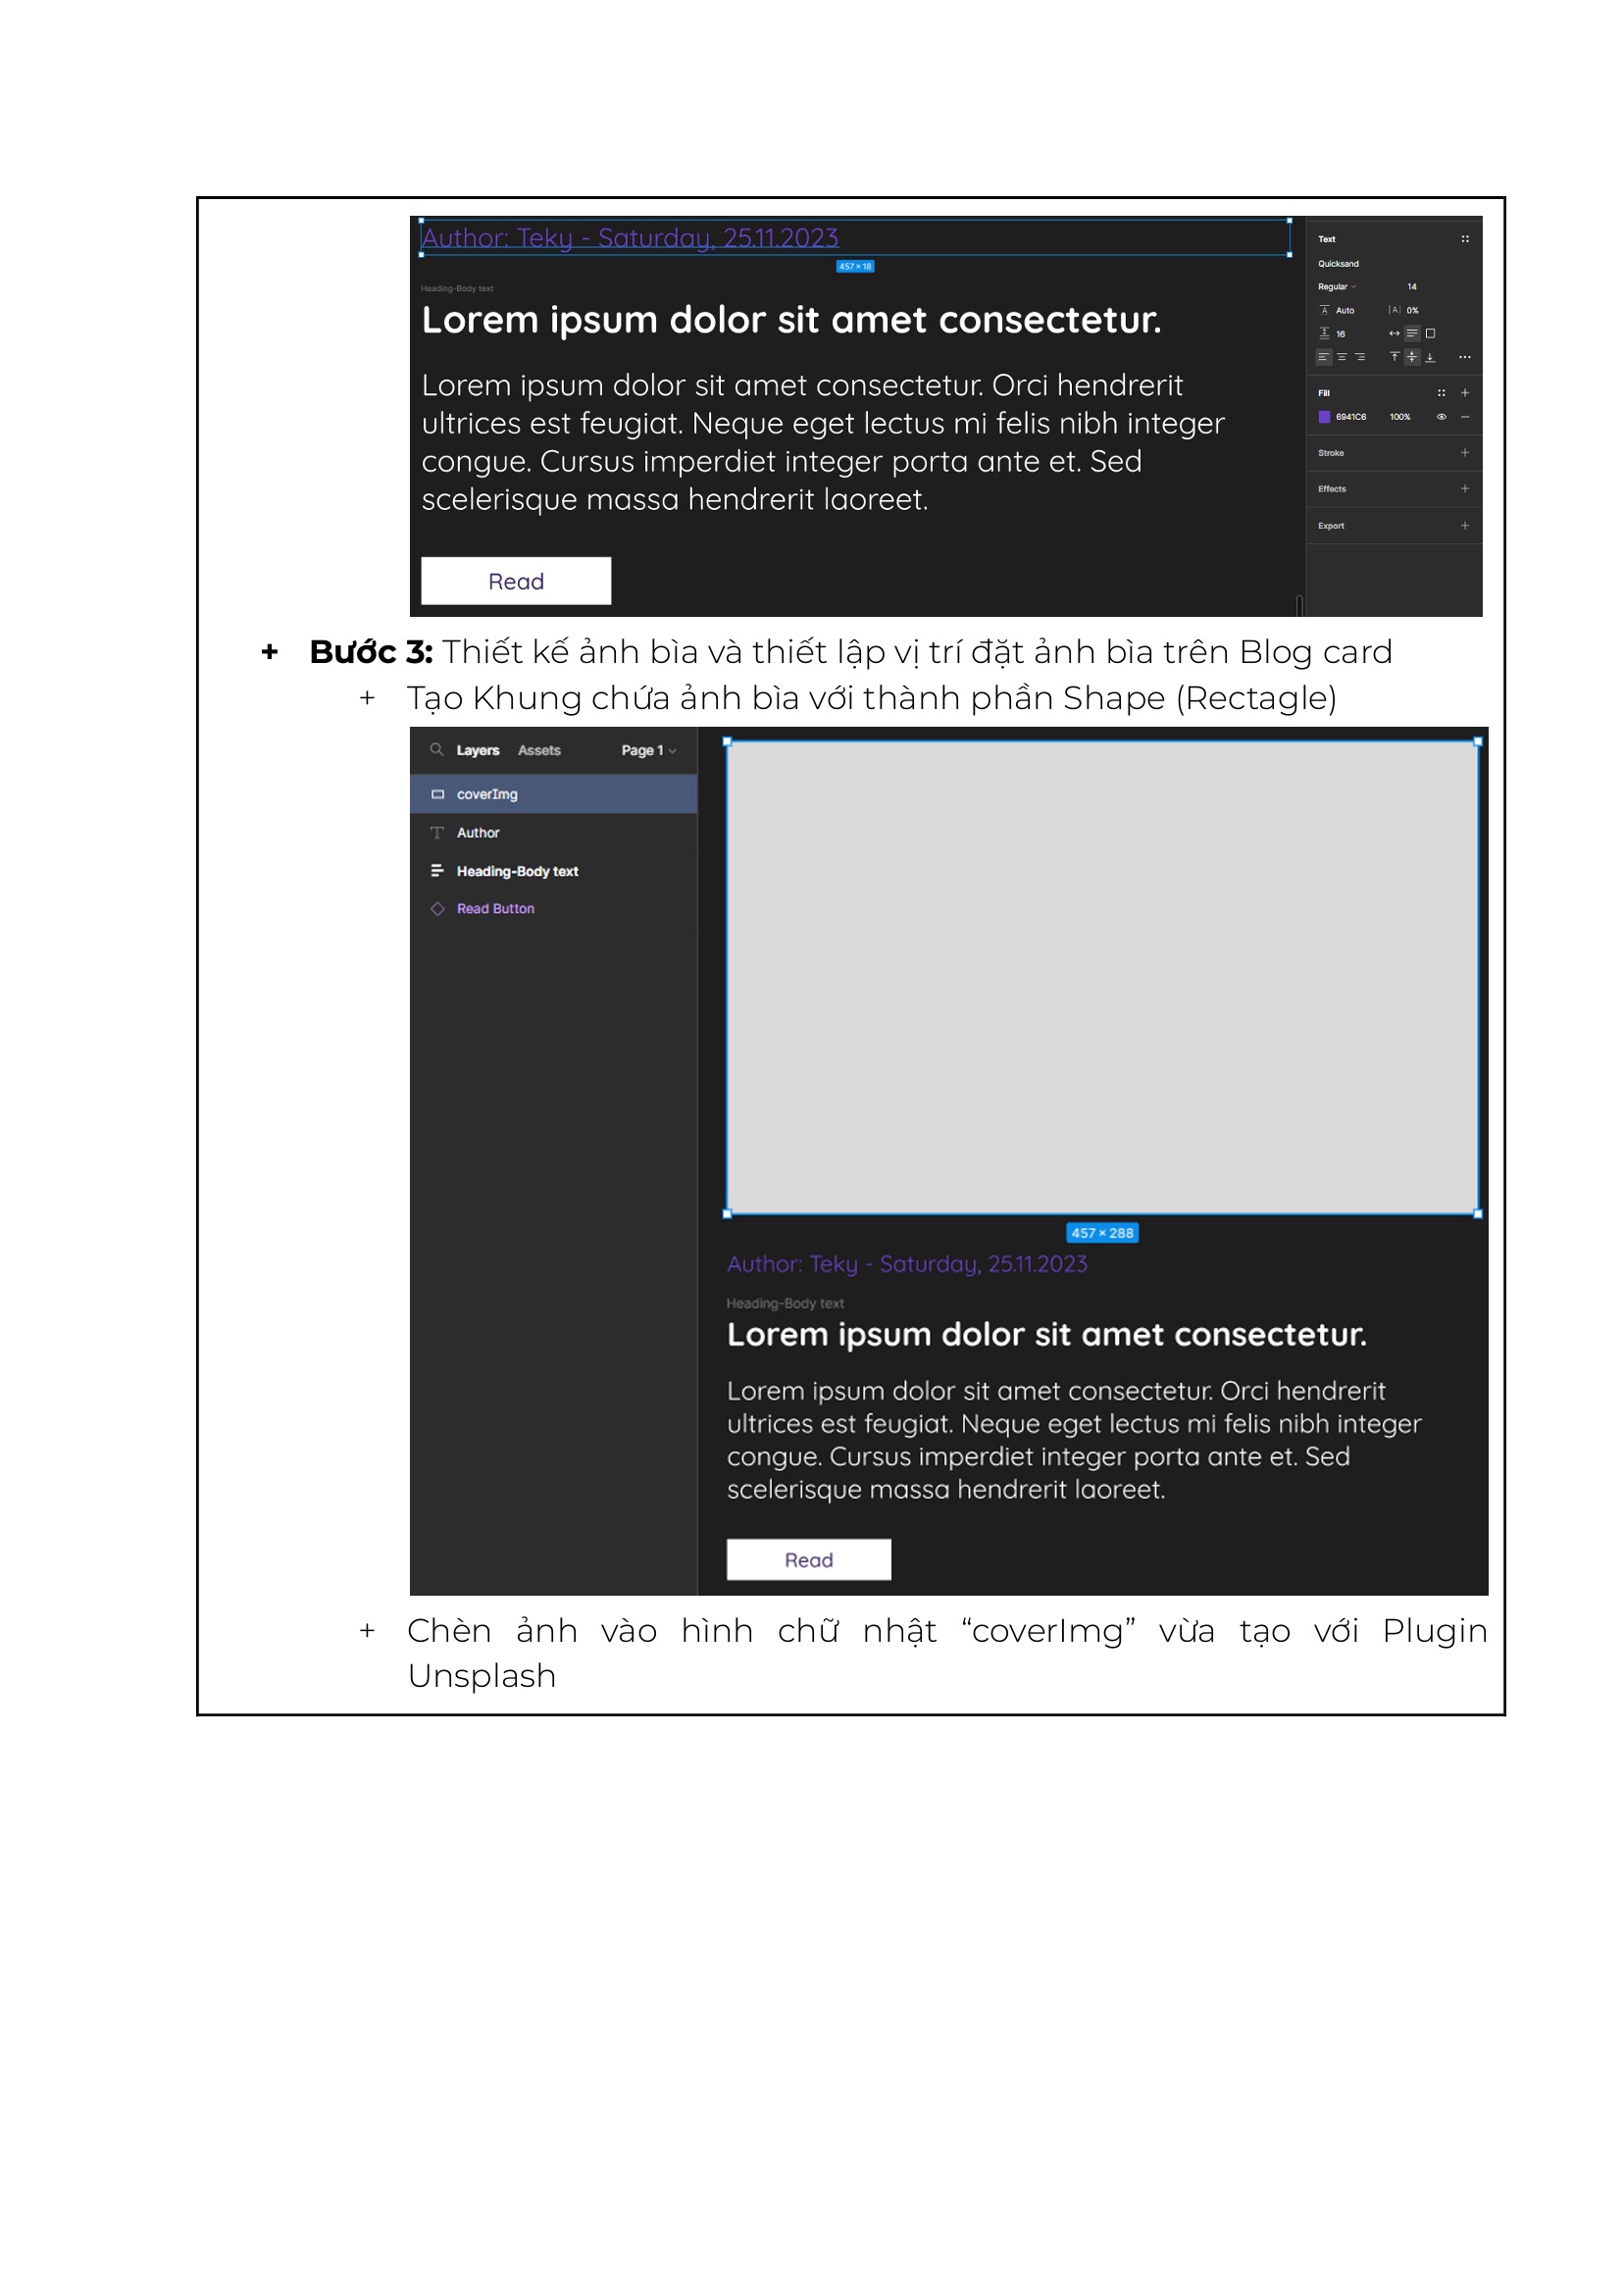 Author: Teky - Saturday, 25.11.2023
457 × 18
Heading-Body text
Lorem ipsum dolor sit amet consectetur.
Lorem ipsum dolor sit amet consectetur. Orci hendrerit
ultrices est feugiat. Neque eget lectus mi felis nibh integer
congue. Cursus imperdiet integer porta ante et. Sed
scelerisque massa hendrerit laoreet.
Read
Text
Quicksand
Regular 14
Auto 0%
16
Fill
6941C6 100%
Stroke
Effects
Export
+ Bước 3: Thiết kế ảnh bìa và thiết lập vị trí đặt ảnh bìa trên Blog card
+ Tạo Khung chứa ảnh bìa với thành phần Shape (Rectagle)
Layers Assets Page 1
coverImg
Author
Heading-Body text
Read Button
457 × 288
Author: Teky - Saturday, 25.11.2023
Heading-Body text
Lorem ipsum dolor sit amet consectetur.
Lorem ipsum dolor sit amet consectetur. Orci hendrerit
ultrices est feugiat. Neque eget lectus mi felis nibh integer
congue. Cursus imperdiet integer porta ante et. Sed
scelerisque massa hendrerit laoreet.
Read
+ Chèn ảnh vào hình chữ nhật “coverImg” vừa tạo với Plugin
Unsplash